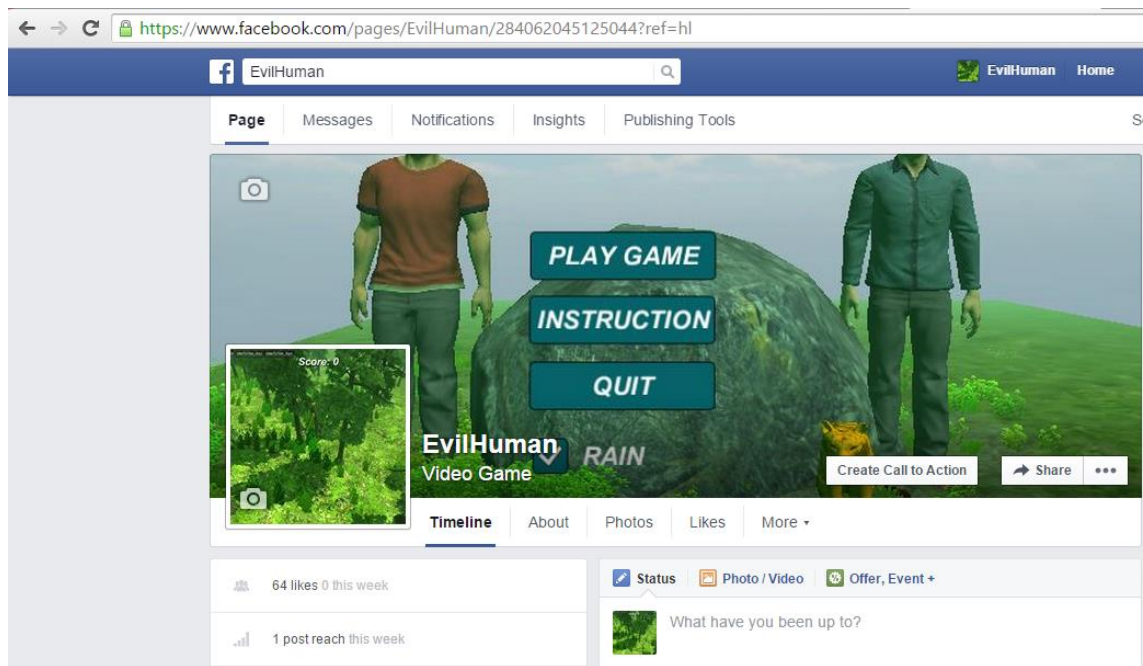 https://www.facebook.com/pages/EvilHuman/284062045125044?ref=hl
EvilHuman
EvilHuman Home
Page Messages Notifications Insights Publishing Tools
PLAY GAME
INSTRUCTION
QUIT
RAIN
Score: 0
EvilHuman
Video Game
Create Call to Action Share
Timeline About Photos Likes More
64 likes 0 this week
1 post reach this week
Status Photo / Video Offer, Event +
What have you been up to?